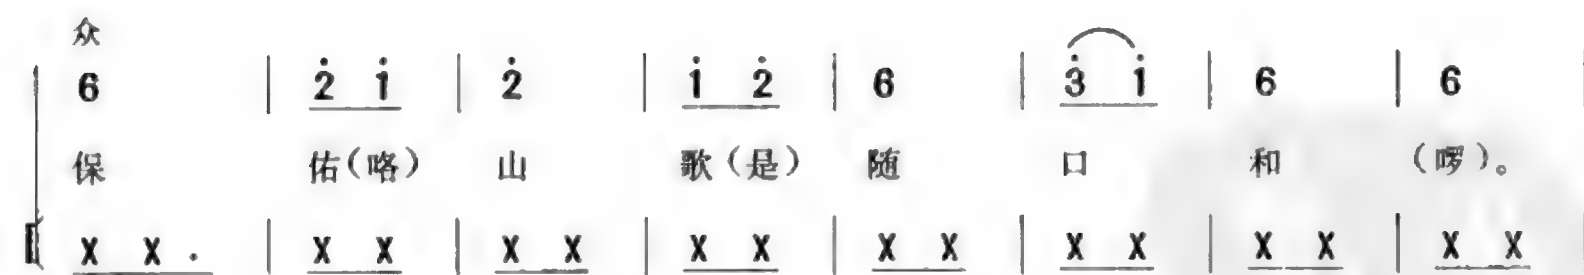 众
6 | 2̇ 1̇ | 2̇ | 1̇ 2̇ | 6 | 3̇ 1̇ | 6 | 6
保 佑(咯) 山 歌(是) 随 口 和 (啰)。
X X . | X X | X X | X X | X X | X X | X X | X X